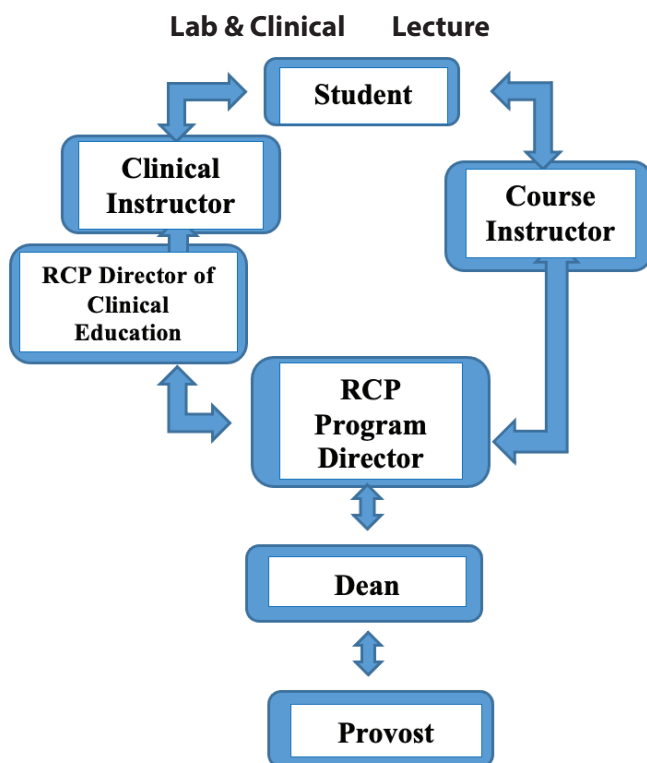 Lab & Clinical Lecture
Student
Clinical
Instructor
Course
Instructor
RCP Director of
Clinical
Education
RCP
Program
Director
Dean
Provost